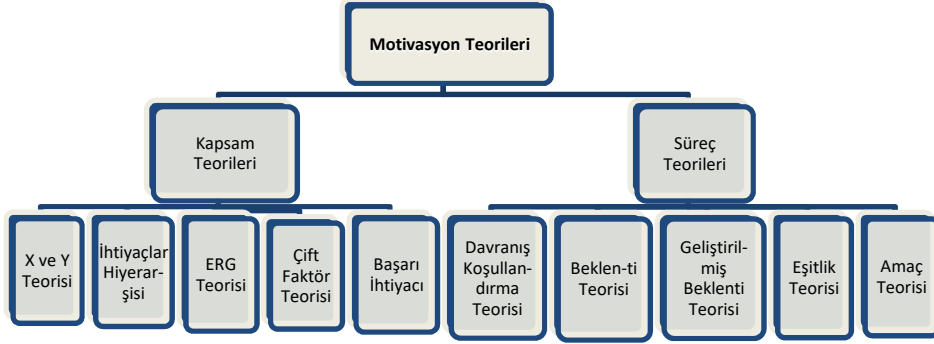 Motivasyon Teorileri
Kapsam
Teorileri
Süreç
Teorileri
X ve Y
Teorisi
İhtiyaçlar
Hiyerar-
şisi
ERG
Teorisi
Çift
Faktör
Teorisi
Başarı
İhtiyacı
Davranış
Koşullan-
dırma
Teorisi
Beklen-ti
Teorisi
Geliştiril-
miş
Beklenti
Teorisi
Eşitlik
Teorisi
Amaç
Teorisi